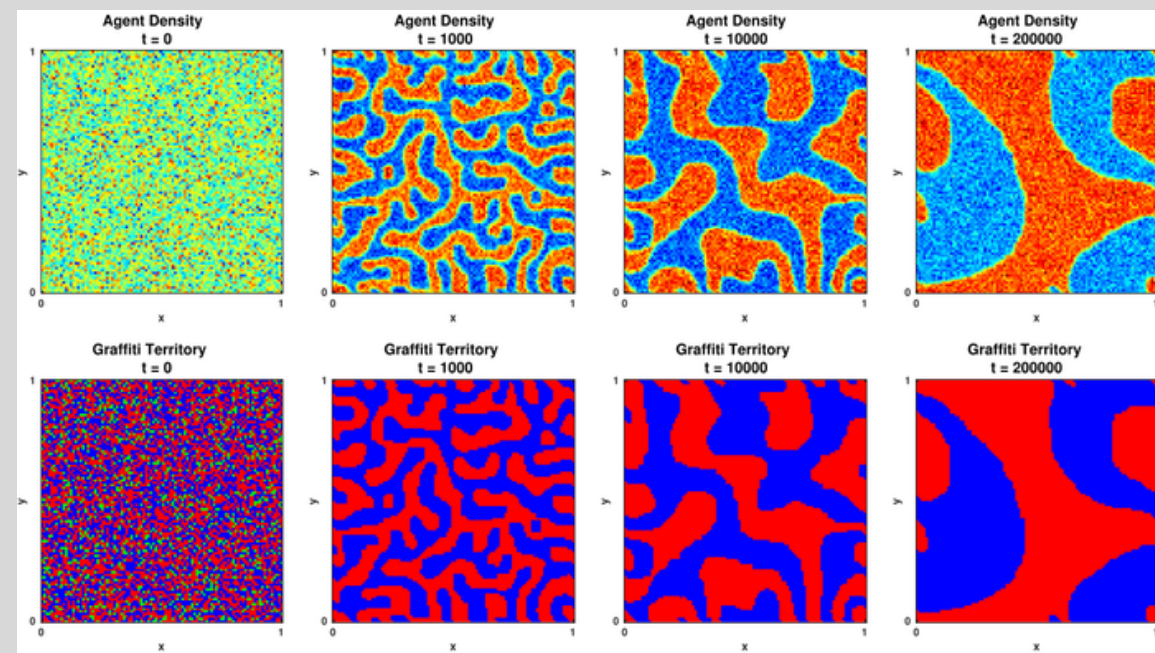 Agent Density
t = 0
1
y
0
0
1
x
Agent Density
t = 1000
1
y
0
0
1
x
Agent Density
t = 10000
1
y
0
0
1
x
Agent Density
t = 200000
1
y
0
0
1
x
Graffiti Territory
t = 0
1
y
0
0
1
x
Graffiti Territory
t = 1000
1
y
0
0
1
x
Graffiti Territory
t = 10000
1
y
0
0
1
x
Graffiti Territory
t = 200000
1
y
0
0
1
x